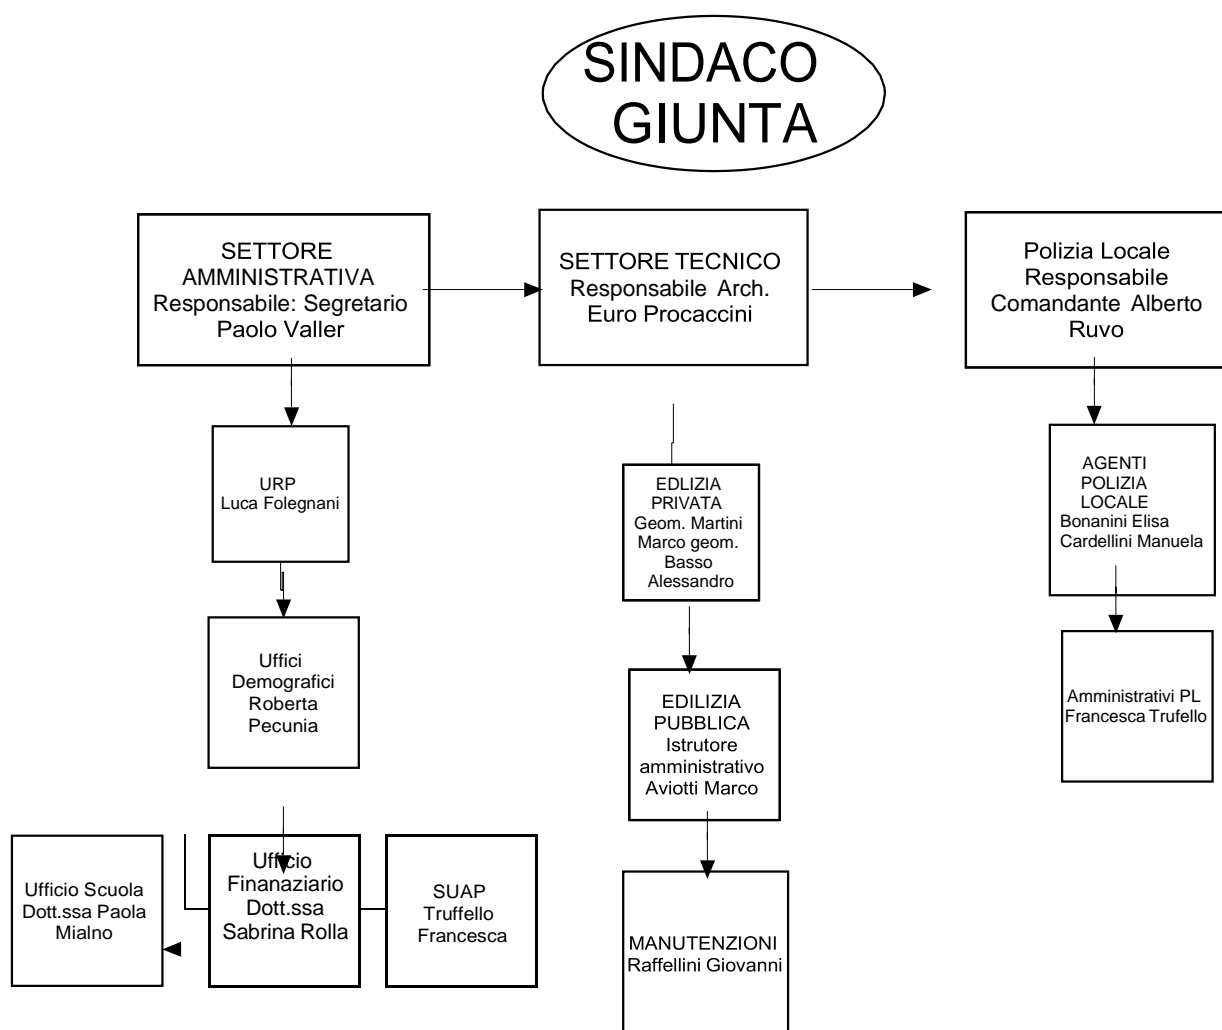 SINDACO
GIUNTA
SETTORE
AMMINISTRATIVA
Responsabile: Segretario
Paolo Valler
SETTORE TECNICO
Responsabile Arch.
Euro Procaccini
Polizia Locale
Responsabile
Comandante Alberto
Ruvo
URP
Luca Folegnani
EDLIZIA
PRIVATA
Geom. Martini
Marco geom.
Basso
Alessandro
AGENTI
POLIZIA
LOCALE
Bonanini Elisa
Cardellini Manuela
Uffici
Demografici
Roberta
Pecunia
EDILIZIA
PUBBLICA
Istrutore
amministrativo
Aviotti Marco
Amministrativi PL
Francesca Trufello
Ufficio Scuola
Dott.ssa Paola
Mialno
Ufficio
Finanaziario
Dott.ssa
Sabrina Rolla
SUAP
Truffello
Francesca
MANUTENZIONI
Raffellini Giovanni